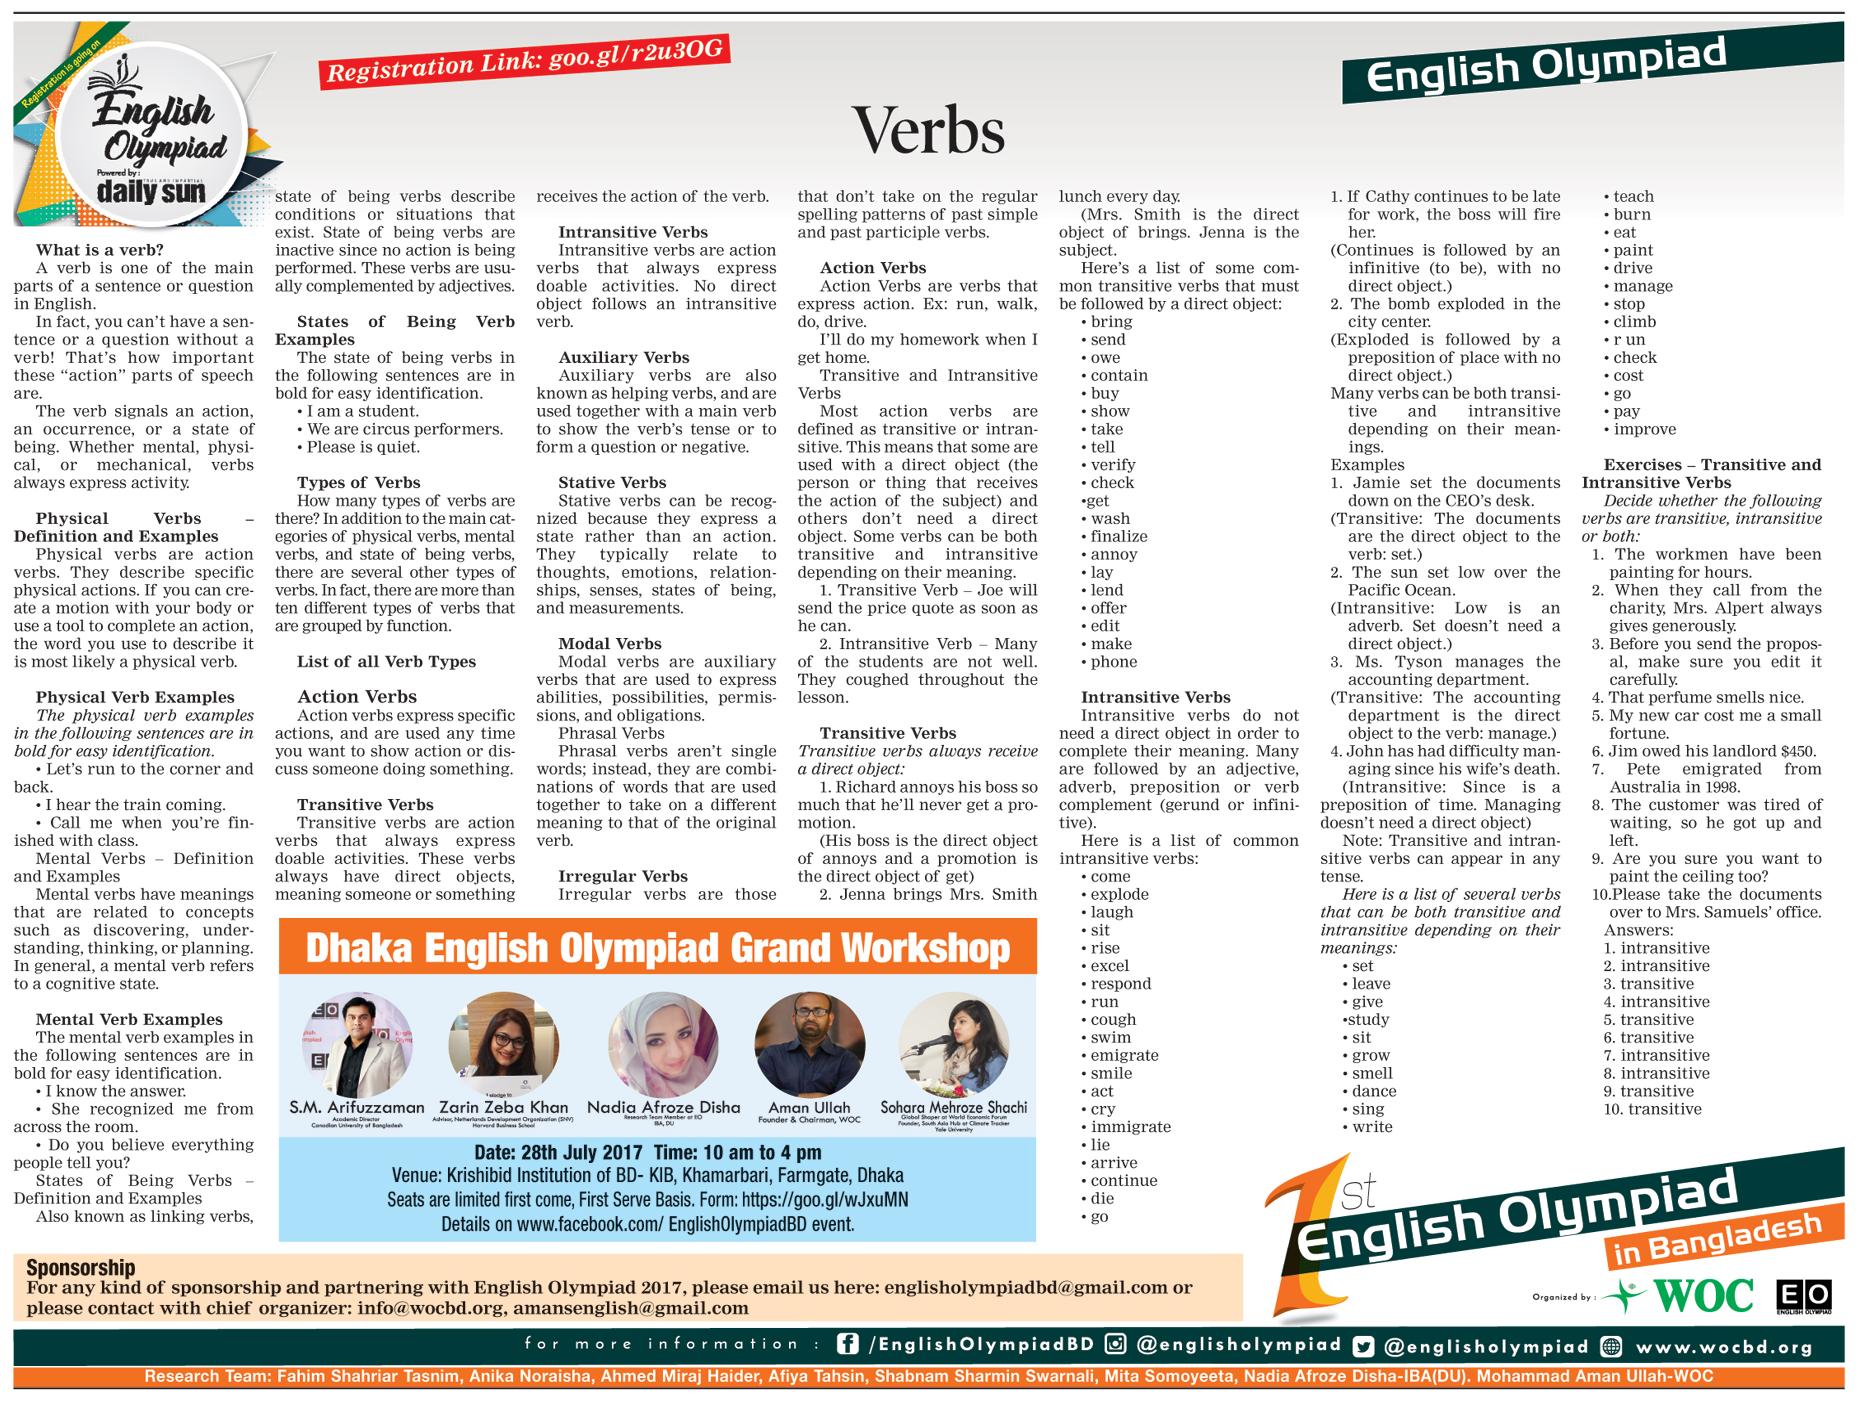 Registration is going on
English
Olympiad
Powered by :
TRUE AND IMPARTIAL
daily sun
Registration Link: goo.gl/r2u3OG
English Olympiad
Verbs
What is a verb?
A verb is one of the main
parts of a sentence or question
in English.
In fact, you can’t have a sen-
tence or a question without a
verb! That’s how important
these “action” parts of speech
are.
The verb signals an action,
an occurrence, or a state of
being. Whether mental, physi-
cal, or mechanical, verbs
always express activity.
Physical Verbs –
Definition and Examples
Physical verbs are action
verbs. They describe specific
physical actions. If you can cre-
ate a motion with your body or
use a tool to complete an action,
the word you use to describe it
is most likely a physical verb.
Physical Verb Examples
The physical verb examples
in the following sentences are in
bold for easy identification.
• Let’s run to the corner and
back.
• I hear the train coming.
• Call me when you’re fin-
ished with class.
Mental Verbs – Definition
and Examples
Mental verbs have meanings
that are related to concepts
such as discovering, under-
standing, thinking, or planning.
In general, a mental verb refers
to a cognitive state.
Mental Verb Examples
The mental verb examples in
the following sentences are in
bold for easy identification.
• I know the answer.
• She recognized me from
across the room.
• Do you believe everything
people tell you?
States of Being Verbs –
Definition and Examples
Also known as linking verbs,
state of being verbs describe
conditions or situations that
exist. State of being verbs are
inactive since no action is being
performed. These verbs are usu-
ally complemented by adjectives.
States of Being Verb
Examples
The state of being verbs in
the following sentences are in
bold for easy identification.
• I am a student.
• We are circus performers.
• Please is quiet.
Types of Verbs
How many types of verbs are
there? In addition to the main cat-
egories of physical verbs, mental
verbs, and state of being verbs,
there are several other types of
verbs. In fact, there are more than
ten different types of verbs that
are grouped by function.
List of all Verb Types
Action Verbs
Action verbs express specific
actions, and are used any time
you want to show action or dis-
cuss someone doing something.
Transitive Verbs
Transitive verbs are action
verbs that always express
doable activities. These verbs
always have direct objects,
meaning someone or something
receives the action of the verb.
Intransitive Verbs
Intransitive verbs are action
verbs that always express
doable activities. No direct
object follows an intransitive
verb.
Auxiliary Verbs
Auxiliary verbs are also
known as helping verbs, and are
used together with a main verb
to show the verb’s tense or to
form a question or negative.
Stative Verbs
Stative verbs can be recog-
nized because they express a
state rather than an action.
They typically relate to
thoughts, emotions, relation-
ships, senses, states of being,
and measurements.
Modal Verbs
Modal verbs are auxiliary
verbs that are used to express
abilities, possibilities, permis-
sions, and obligations.
Phrasal Verbs
Phrasal verbs aren’t single
words; instead, they are combi-
nations of words that are used
together to take on a different
meaning to that of the original
verb.
Irregular Verbs
Irregular verbs are those
that don’t take on the regular
spelling patterns of past simple
and past participle verbs.
Action Verbs
Action Verbs are verbs that
express action. Ex: run, walk,
do, drive.
I’ll do my homework when I
get home.
Transitive and Intransitive
Verbs
Most action verbs are
defined as transitive or intran-
sitive. This means that some are
used with a direct object (the
person or thing that receives
the action of the subject) and
others don’t need a direct
object. Some verbs can be both
transitive and intransitive
depending on their meaning.
1. Transitive Verb – Joe will
send the price quote as soon as
he can.
2. Intransitive Verb – Many
of the students are not well.
They coughed throughout the
lesson.
Transitive Verbs
Transitive verbs always receive
a direct object:
1. Richard annoys his boss so
much that he’ll never get a pro-
motion.
(His boss is the direct object
of annoys and a promotion is
the direct object of get)
2. Jenna brings Mrs. Smith
lunch every day.
(Mrs. Smith is the direct
object of brings. Jenna is the
subject.
Here’s a list of some com-
mon transitive verbs that must
be followed by a direct object:
• bring
• send
• owe
• contain
• buy
• show
• take
• tell
• verify
• check
•get
• wash
• finalize
• annoy
• lay
• lend
• offer
• edit
• make
• phone
Intransitive Verbs
Intransitive verbs do not
need a direct object in order to
complete their meaning. Many
are followed by an adjective,
adverb, preposition or verb
complement (gerund or infini-
tive).
Here is a list of common
intransitive verbs:
• come
• explode
• laugh
• sit
• rise
• excel
• respond
• run
• cough
• swim
• emigrate
• smile
• act
• cry
• immigrate
• lie
• arrive
• continue
• die
• go
1. If Cathy continues to be late
for work, the boss will fire
her.
(Continues is followed by an
infinitive (to be), with no
direct object.)
2. The bomb exploded in the
city center.
(Exploded is followed by a
preposition of place with no
direct object.)
Many verbs can be both transi-
tive and intransitive
depending on their mean-
ings.
Examples
1. Jamie set the documents
down on the CEO’s desk.
(Transitive: The documents
are the direct object to the
verb: set.)
2. The sun set low over the
Pacific Ocean.
(Intransitive: Low is an
adverb. Set doesn’t need a
direct object.)
3. Ms. Tyson manages the
accounting department.
(Transitive: The accounting
department is the direct
object to the verb: manage.)
4. John has had difficulty man-
aging since his wife’s death.
(Intransitive: Since is a
preposition of time. Managing
doesn’t need a direct object)
Note: Transitive and intran-
sitive verbs can appear in any
tense.
Here is a list of several verbs
that can be both transitive and
intransitive depending on their
meanings:
• set
• leave
• give
•study
• sit
• grow
• smell
• dance
• sing
• write
• teach
• burn
• eat
• paint
• drive
• manage
• stop
• climb
• r un
• check
• cost
• go
• pay
• improve
Exercises – Transitive and
Intransitive Verbs
Decide whether the following
verbs are transitive, intransitive
or both:
1. The workmen have been
painting for hours.
2. When they call from the
charity, Mrs. Alpert always
gives generously.
3. Before you send the propos-
al, make sure you edit it
carefully.
4. That perfume smells nice.
5. My new car cost me a small
fortune.
6. Jim owed his landlord $450.
7. Pete emigrated from
Australia in 1998.
8. The customer was tired of
waiting, so he got up and
left.
9. Are you sure you want to
paint the ceiling too?
10.Please take the documents
over to Mrs. Samuels’ office.
Answers:
1. intransitive
2. intransitive
3. transitive
4. intransitive
5. transitive
6. transitive
7. intransitive
8. intransitive
9. transitive
10. transitive
Dhaka English Olympiad Grand Workshop
S.M. Arifuzzaman
Academic Director
Canadian University of Bangladesh
Zarin Zeba Khan
Advisor, Netherlands Development Organization (SNV)
Harvard Business School
Nadia Afroze Disha
Research Team Member at EO
IBA, DU
Aman Ullah
Founder & Chairman, WOC
Sohara Mehroze Shachi
Global Shaper at World Economic Forum
Founder, South Asia Hub at Climate Tracker
Yale University
Date: 28th July 2017 Time: 10 am to 4 pm
Venue: Krishibid Institution of BD- KIB, Khamarbari, Farmgate, Dhaka
Seats are limited first come, First Serve Basis. Form: https://goo.gl/wJxuMN
Details on www.facebook.com/ EnglishOlympiadBD event.
1st
English Olympiad
in Bangladesh
Organized by :
WOC
EO
ENGLISH OLYMPIAD
Sponsorship
For any kind of sponsorship and partnering with English Olympiad 2017, please email us here: englisholympiadbd@gmail.com or
please contact with chief organizer: info@wocbd.org, amansenglish@gmail.com
for more information : /EnglishOlympiadBD @englisholympiad @englisholympiad www.wocbd.org
Research Team: Fahim Shahriar Tasnim, Anika Noraisha, Ahmed Miraj Haider, Afiya Tahsin, Shabnam Sharmin Swarnali, Mita Somoyeeta, Nadia Afroze Disha-IBA(DU). Mohammad Aman Ullah-WOC